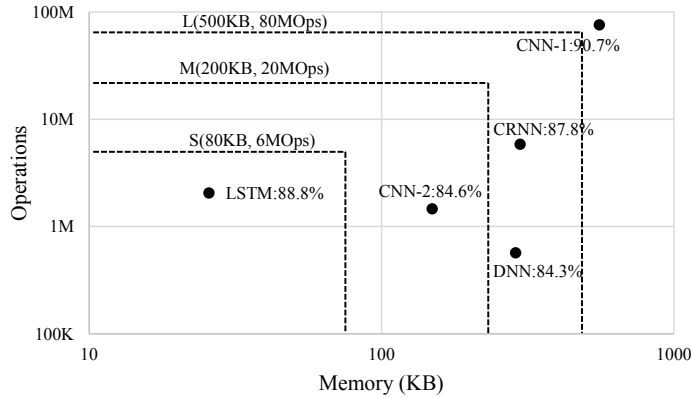 100M
L(500KB, 80MOps)
CNN-1:90.7%
M(200KB, 20MOps)
10M
CRNN:87.8%
S(80KB, 6MOps)
Operations
LSTM:88.8%
CNN-2:84.6%
1M
DNN:84.3%
100K
10
100
1000
Memory (KB)